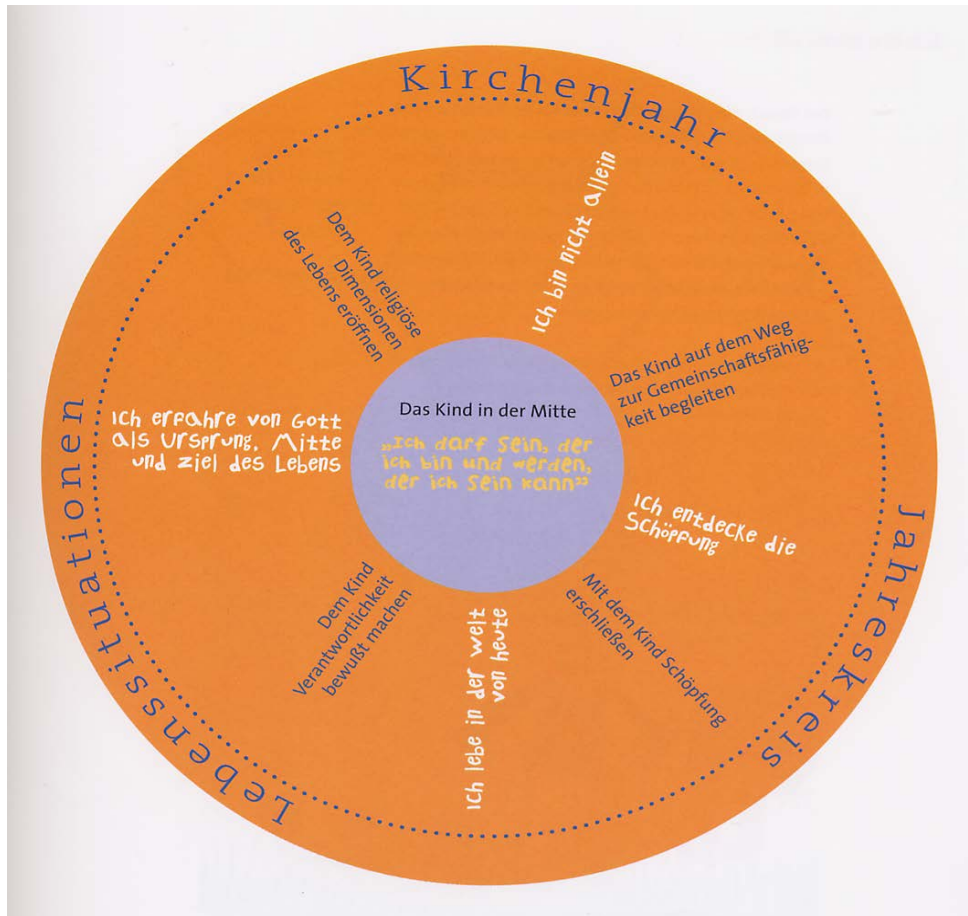 Kirchenjahr
Ich bin nicht allein
Dem Kind religiöse
Dimensionen
des Lebens eröffnen
Das Kind auf dem Weg
zur Gemeinschaftsfähig-
keit begleiten
Das Kind in der Mitte
„Ich darf sein, der
ich bin und werden,
der ich sein kann”
Ich erfahre von Gott
als Ursprung, Mitte
und Ziel des Lebens
Ich entdecke die
Schöpfung
Mit dem Kind Schöpfung
erschließen
Dem Kind
Verantwortlichkeit
bewußt machen
Ich lebe in der Welt
von heute
Jahreskreis
Lebenssituationen